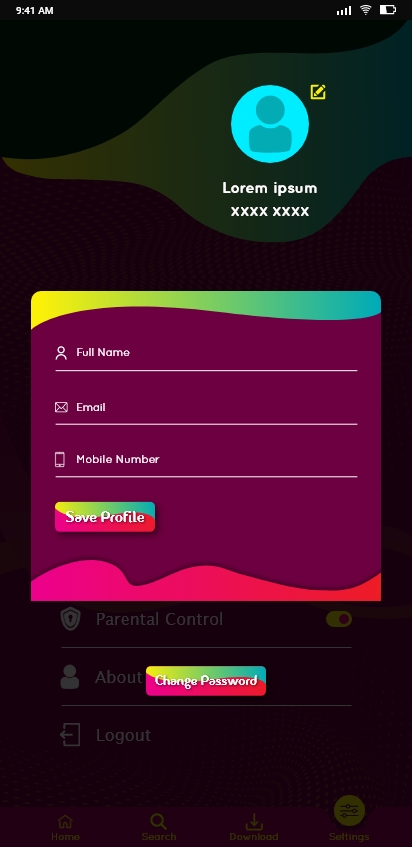 9:41 AM
Lorem ipsum
xxxx xxxx
Full Name
Email
Mobile Number
Save Profile
Parental Control
About
Change Password
Logout
Home
Search
Download
Settings